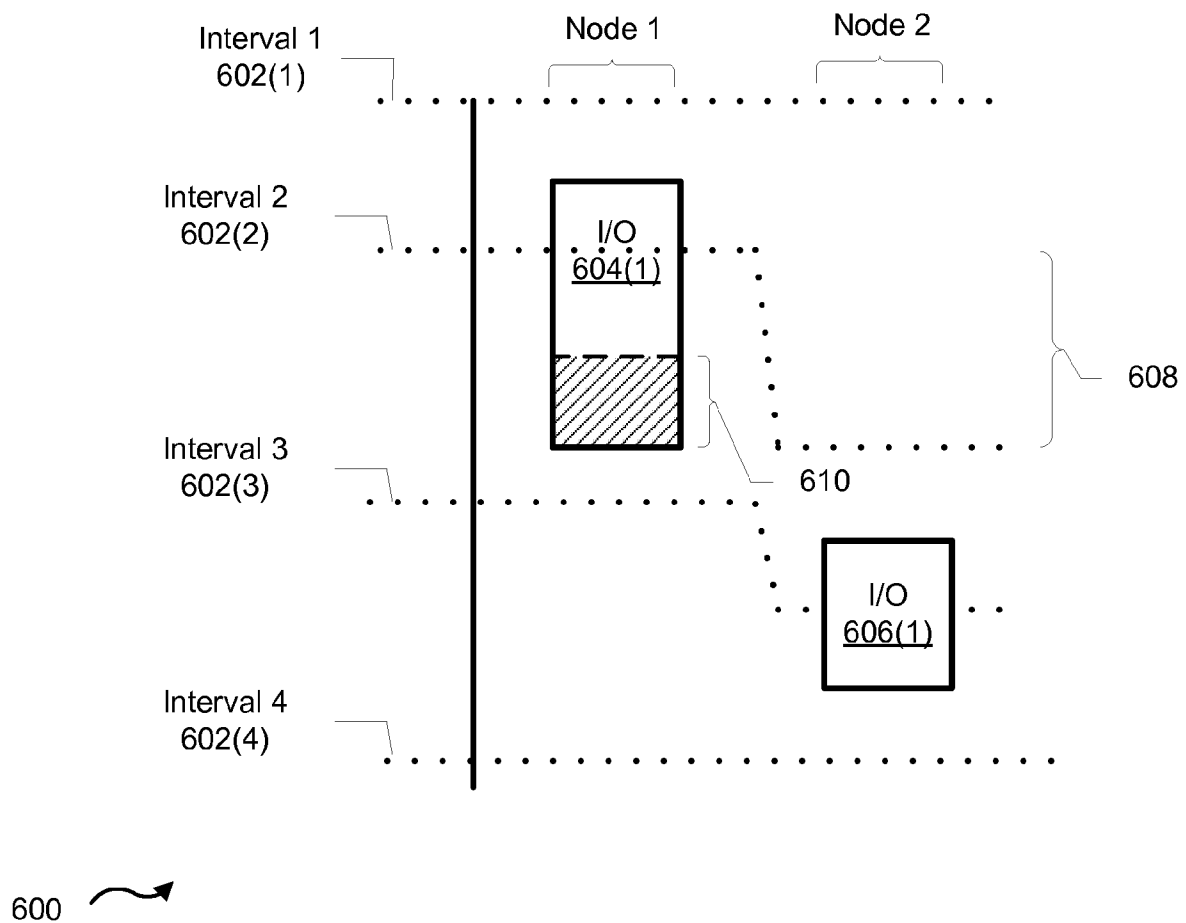 Interval 1
602(1)
Node 1
Node 2
Interval 2
602(2)
I/O
604(1)
608
Interval 3
602(3)
610
I/O
606(1)
Interval 4
602(4)
600